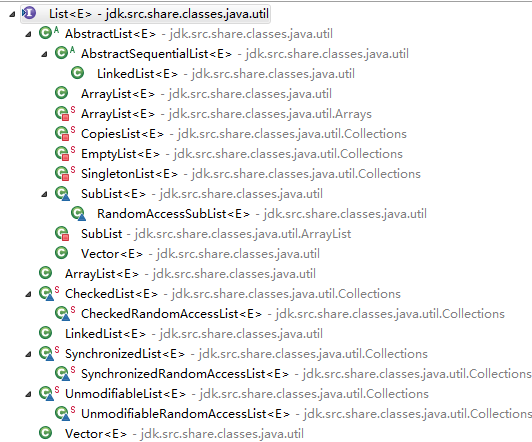 List<E> - jdk.src.share.classes.java.util
AbstractList<E> - jdk.src.share.classes.java.util
AbstractSequentialList<E> - jdk.src.share.classes.java.util
LinkedList<E> - jdk.src.share.classes.java.util
ArrayList<E> - jdk.src.share.classes.java.util
ArrayList<E> - jdk.src.share.classes.java.util.Arrays
CopiesList<E> - jdk.src.share.classes.java.util.Collections
EmptyList<E> - jdk.src.share.classes.java.util.Collections
SingletonList<E> - jdk.src.share.classes.java.util.Collections
SubList<E> - jdk.src.share.classes.java.util
RandomAccessSubList<E> - jdk.src.share.classes.java.util
SubList - jdk.src.share.classes.java.util.ArrayList
Vector<E> - jdk.src.share.classes.java.util
ArrayList<E> - jdk.src.share.classes.java.util
CheckedList<E> - jdk.src.share.classes.java.util.Collections
CheckedRandomAccessList<E> - jdk.src.share.classes.java.util.Collections
LinkedList<E> - jdk.src.share.classes.java.util
SynchronizedList<E> - jdk.src.share.classes.java.util.Collections
SynchronizedRandomAccessList<E> - jdk.src.share.classes.java.util.Collections
UnmodifiableList<E> - jdk.src.share.classes.java.util.Collections
UnmodifiableRandomAccessList<E> - jdk.src.share.classes.java.util.Collections
Vector<E> - jdk.src.share.classes.java.util